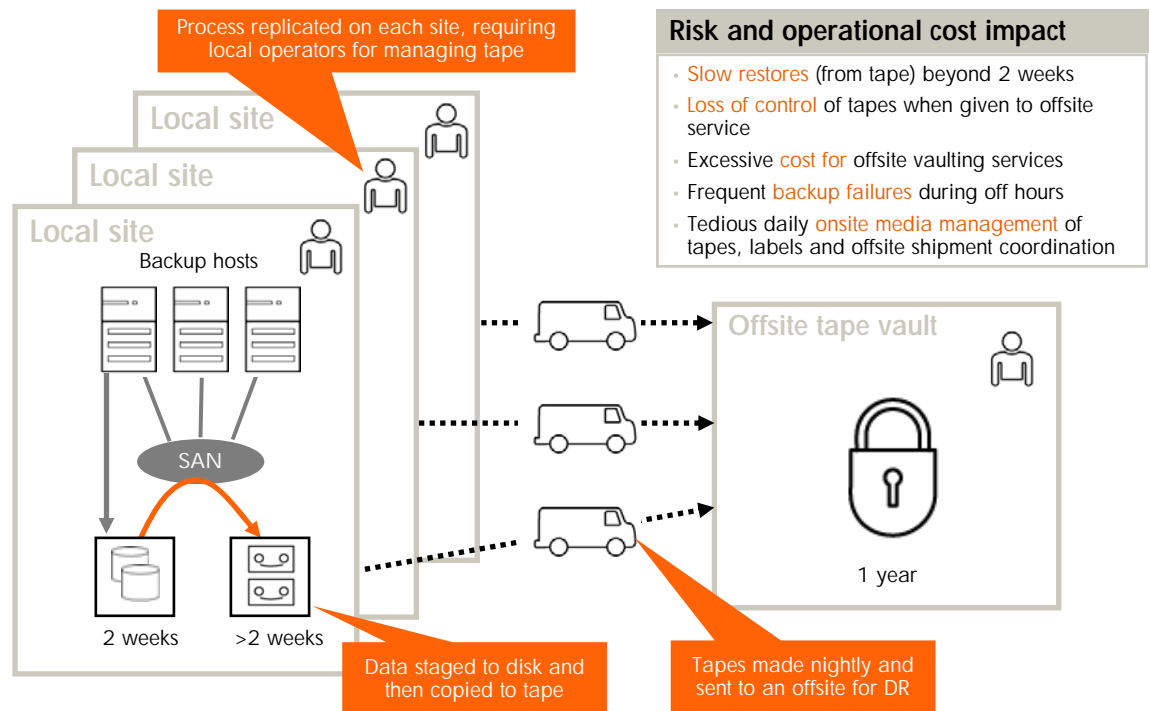 Process replicated on each site, requiring
local operators for managing tape
Risk and operational cost impact
Slow restores (from tape) beyond 2 weeks
Loss of control of tapes when given to offsite
service
Excessive cost for offsite vaulting services
Frequent backup failures during off hours
Tedious daily onsite media management of
tapes, labels and offsite shipment coordination
Local site
Local site
Local site
Backup hosts
SAN
2 weeks
>2 weeks
Offsite tape vault
1 year
Data staged to disk and
then copied to tape
Tapes made nightly and
sent to an offsite for DR